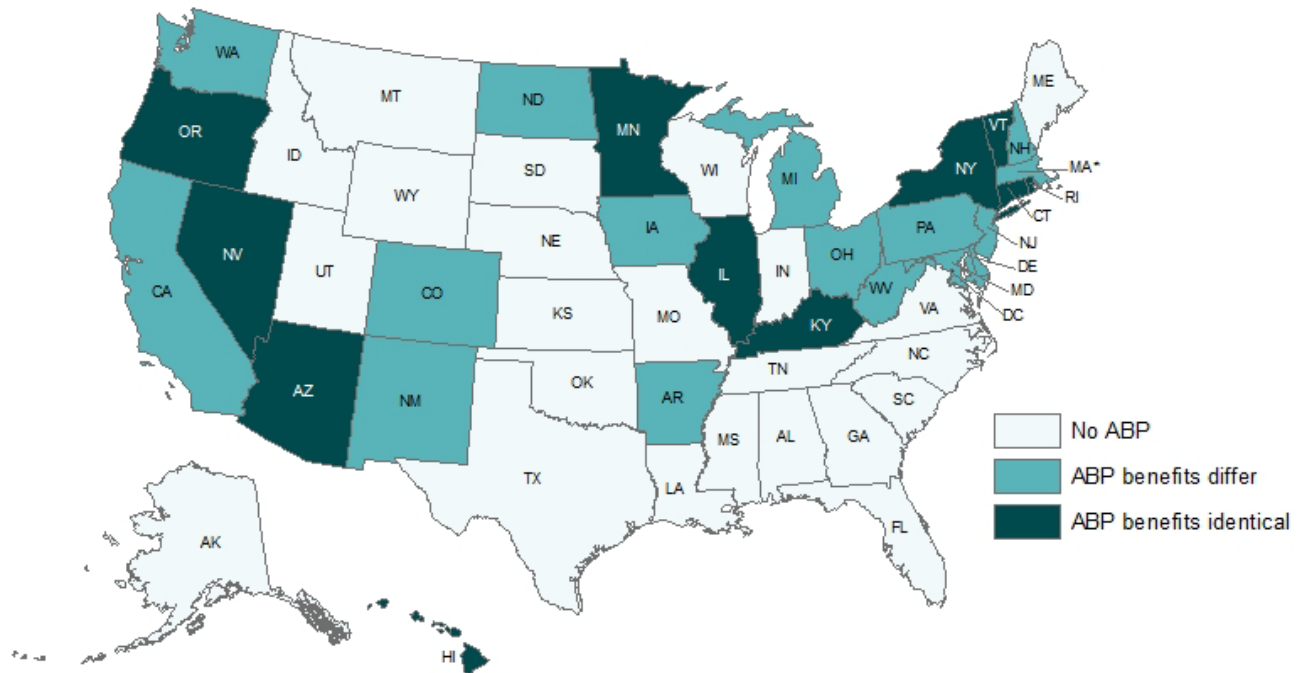 WA
MT
ND
MN
ME
VT
NH
OR
ID
SD
WI
NY
MA*
WY
MI
RI
CT
IA
PA
NE
NJ
NV
OH
DE
UT
IL
IN
CA
CO
WV
MD
DC
VA
KS
MO
KY
NC
TN
OK
AZ
NM
AR
SC
MS
AL
GA
No ABP
TX
LA
ABP benefits differ
FL
ABP benefits identical
AK
HI